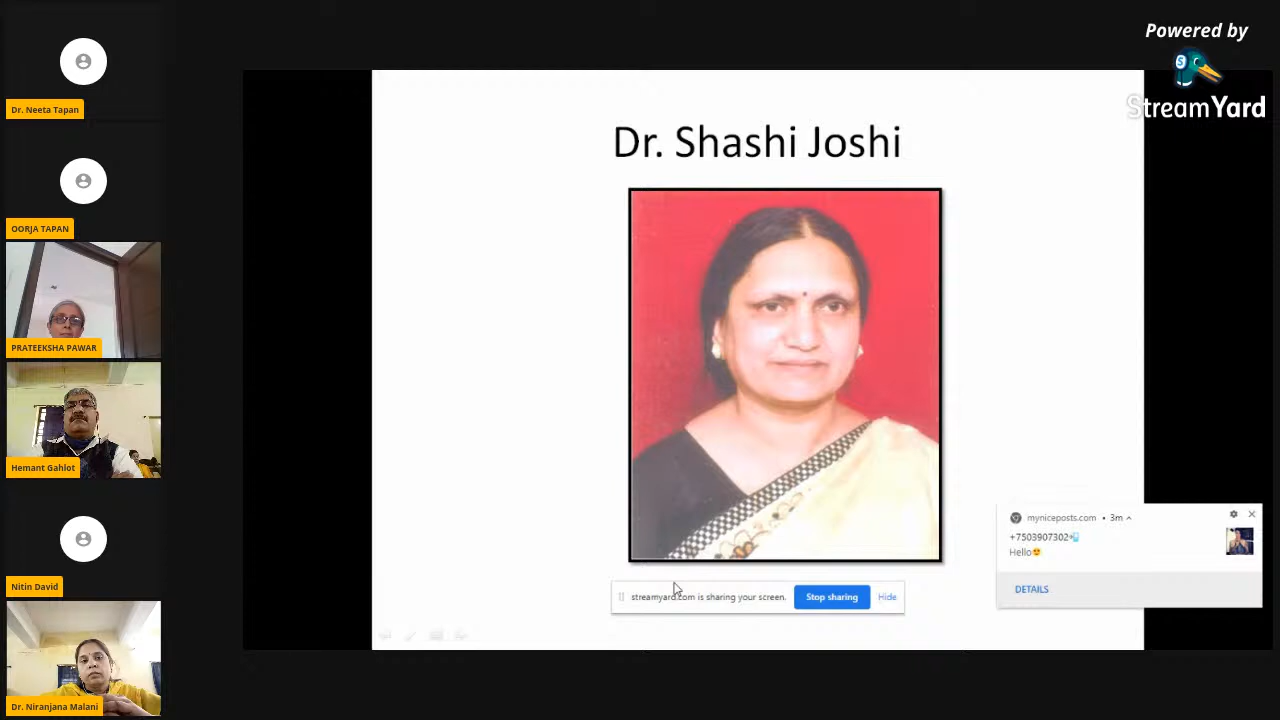 Dr. Neeta Tapan
OORJA TAPAN
PRATEEKSHA PAWAR
Hemant Gahlot
Nitin David
Dr. Niranjana Malani
Dr. Shashi Joshi
streamyard.com is sharing your screen.
Stop sharing
Hide
Powered by
StreamYard
myniceposts.com • 3m
+7503907302
Hello😍
DETAILS